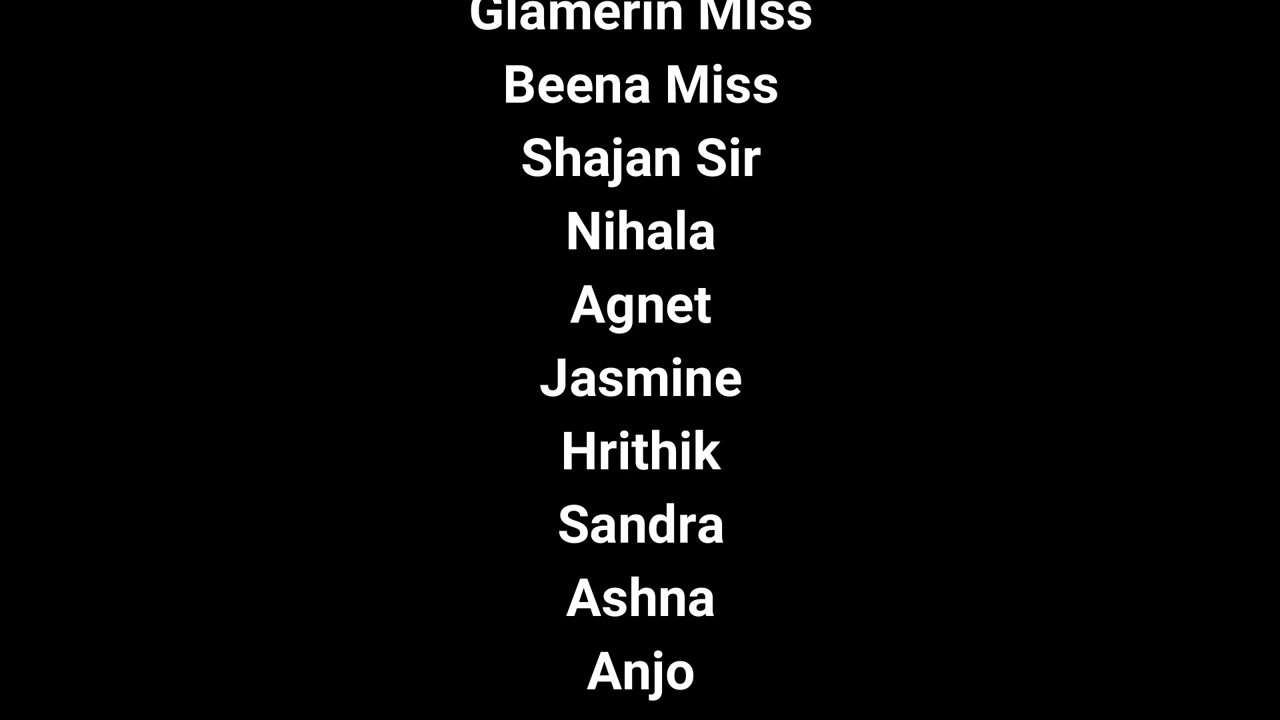 Glamerin MIss
Beena Miss
Shajan Sir
Nihala
Agnet
Jasmine
Hrithik
Sandra
Ashna
Anjo